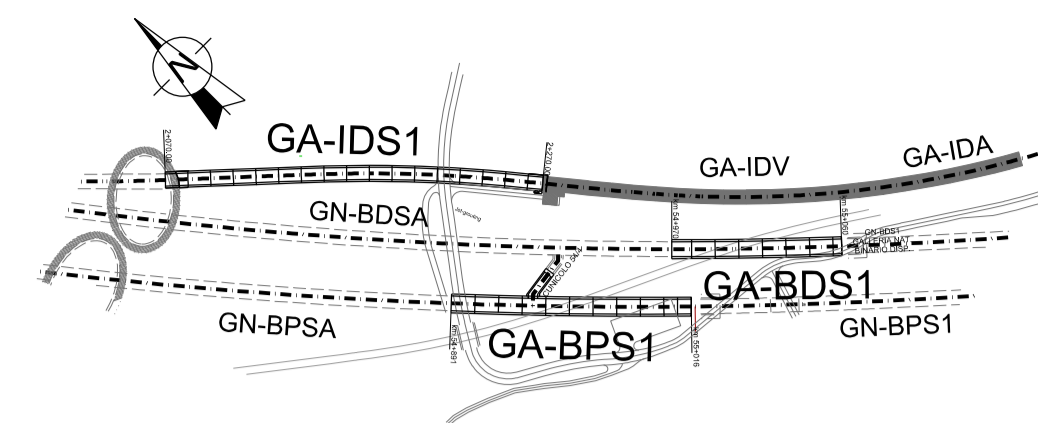 N
2+070.00
GA-IDS1
2+270.00
GA-IDV
GA-IDA
GN-BDSA
Jet-grouting
km 54+970
km 55+060
GN-BDS1
GALLERIA NAT.
BINARIO DISP.
CUNICOLO
GA-BDS1
GN-BPSA
km 54+891
GA-BPS1
km 55+016
GN-BPS1